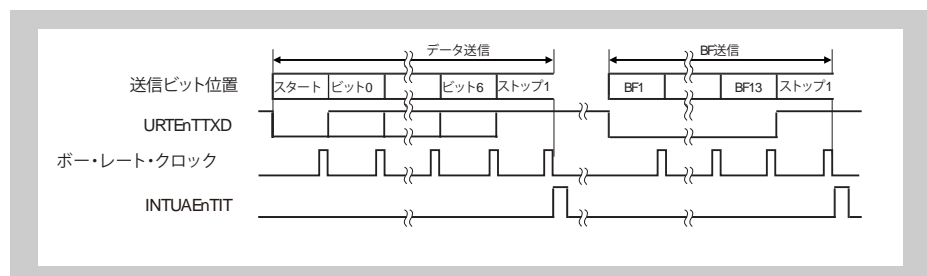 データ送信
BF送信
送信ビット位置
スタート
ビット0
ビット6
ストップ1
BF1
BF13
ストップ1
URTEnTTXD
ボー・レート・クロック
INTUAEnTIT